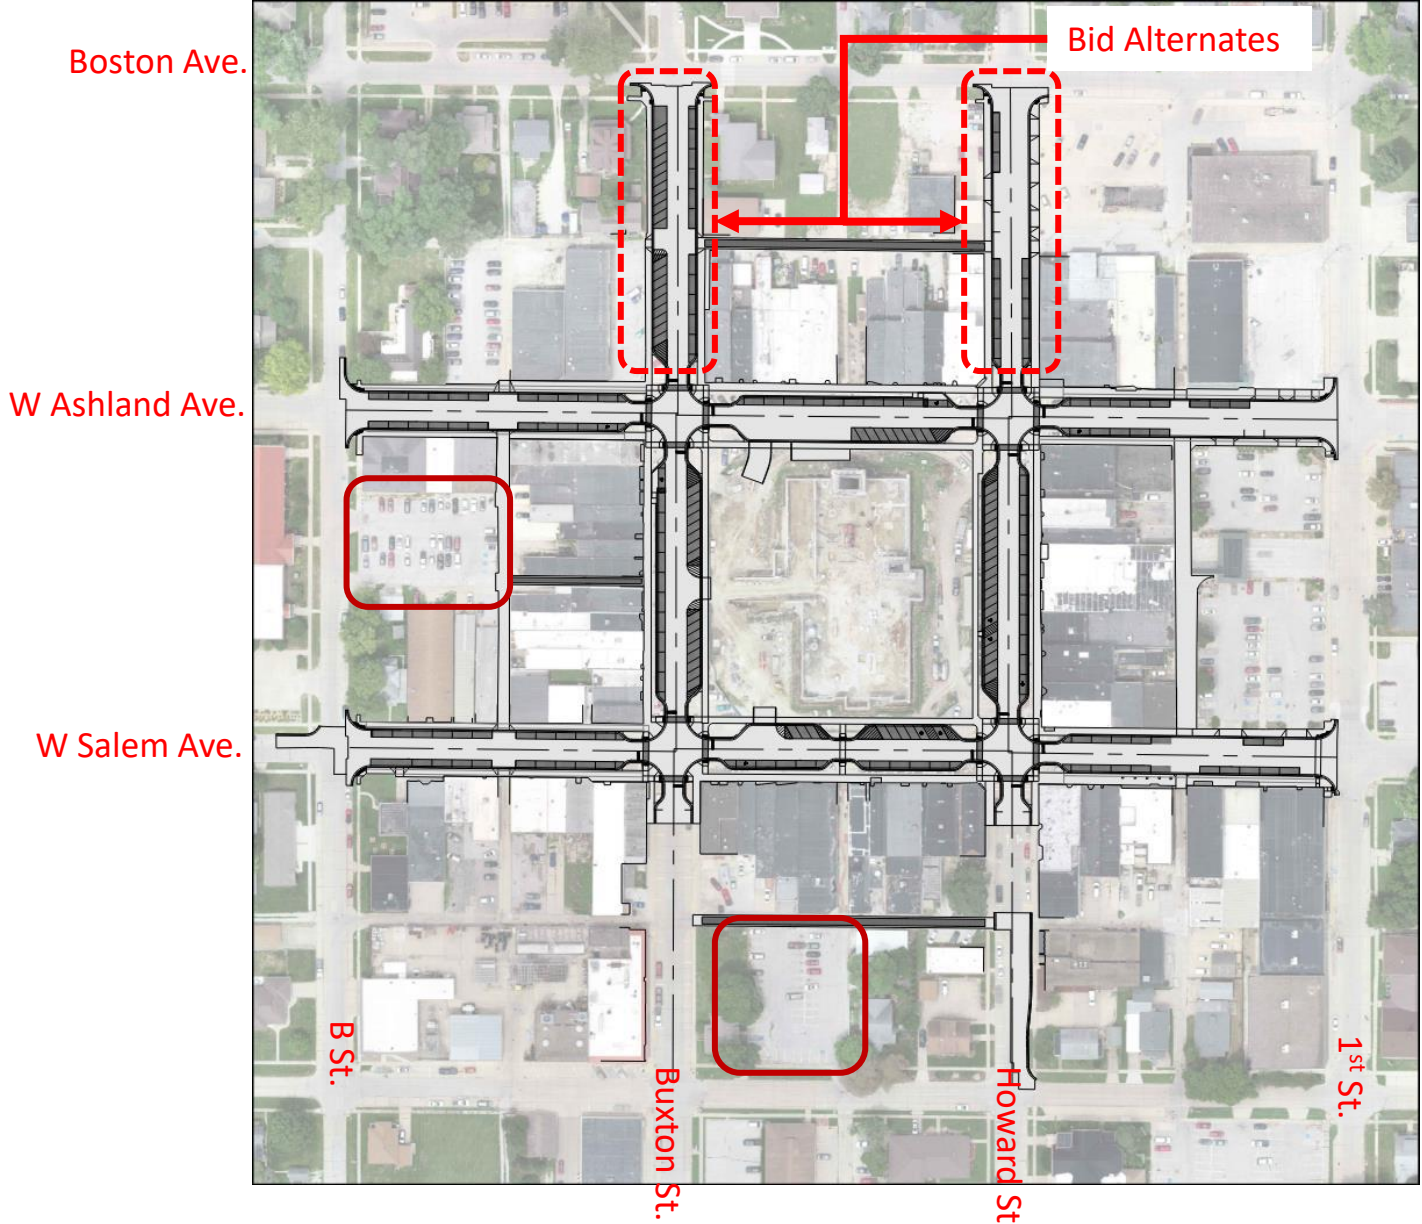 Bid Alternates
Boston Ave.
W Ashland Ave.
W Salem Ave.
B St.
Buxton St.
Howard St
1st St.